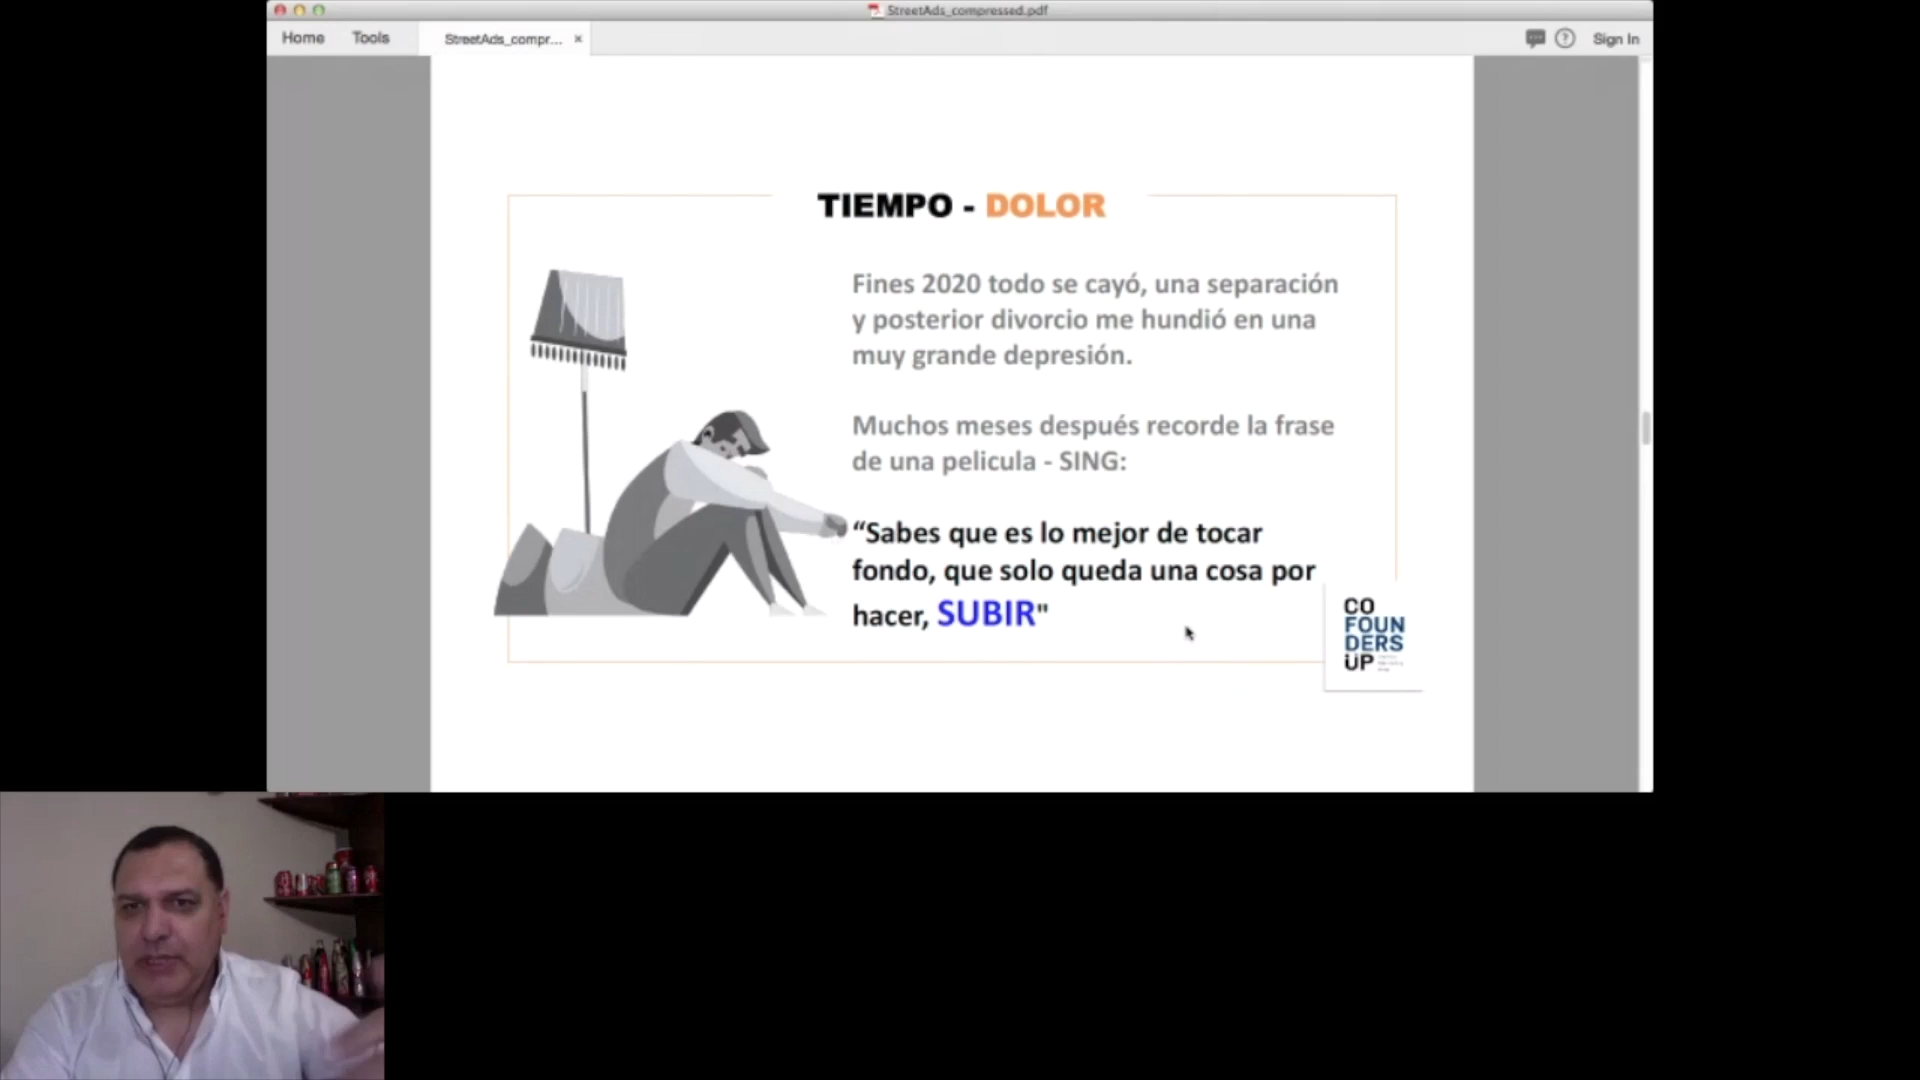 StreetAds_compressed.pdf
Home Tools StreetAds_compr... × ? Sign In
TIEMPO - DOLOR
Fines 2020 todo se cayó, una separación
y posterior divorcio me hundió en una
muy grande depresión.
Muchos meses después recorde la frase
de una pelicula - SING:
“Sabes que es lo mejor de tocar
fondo, que solo queda una cosa por
hacer, SUBIR"
CO
FOUN
DERS
UP